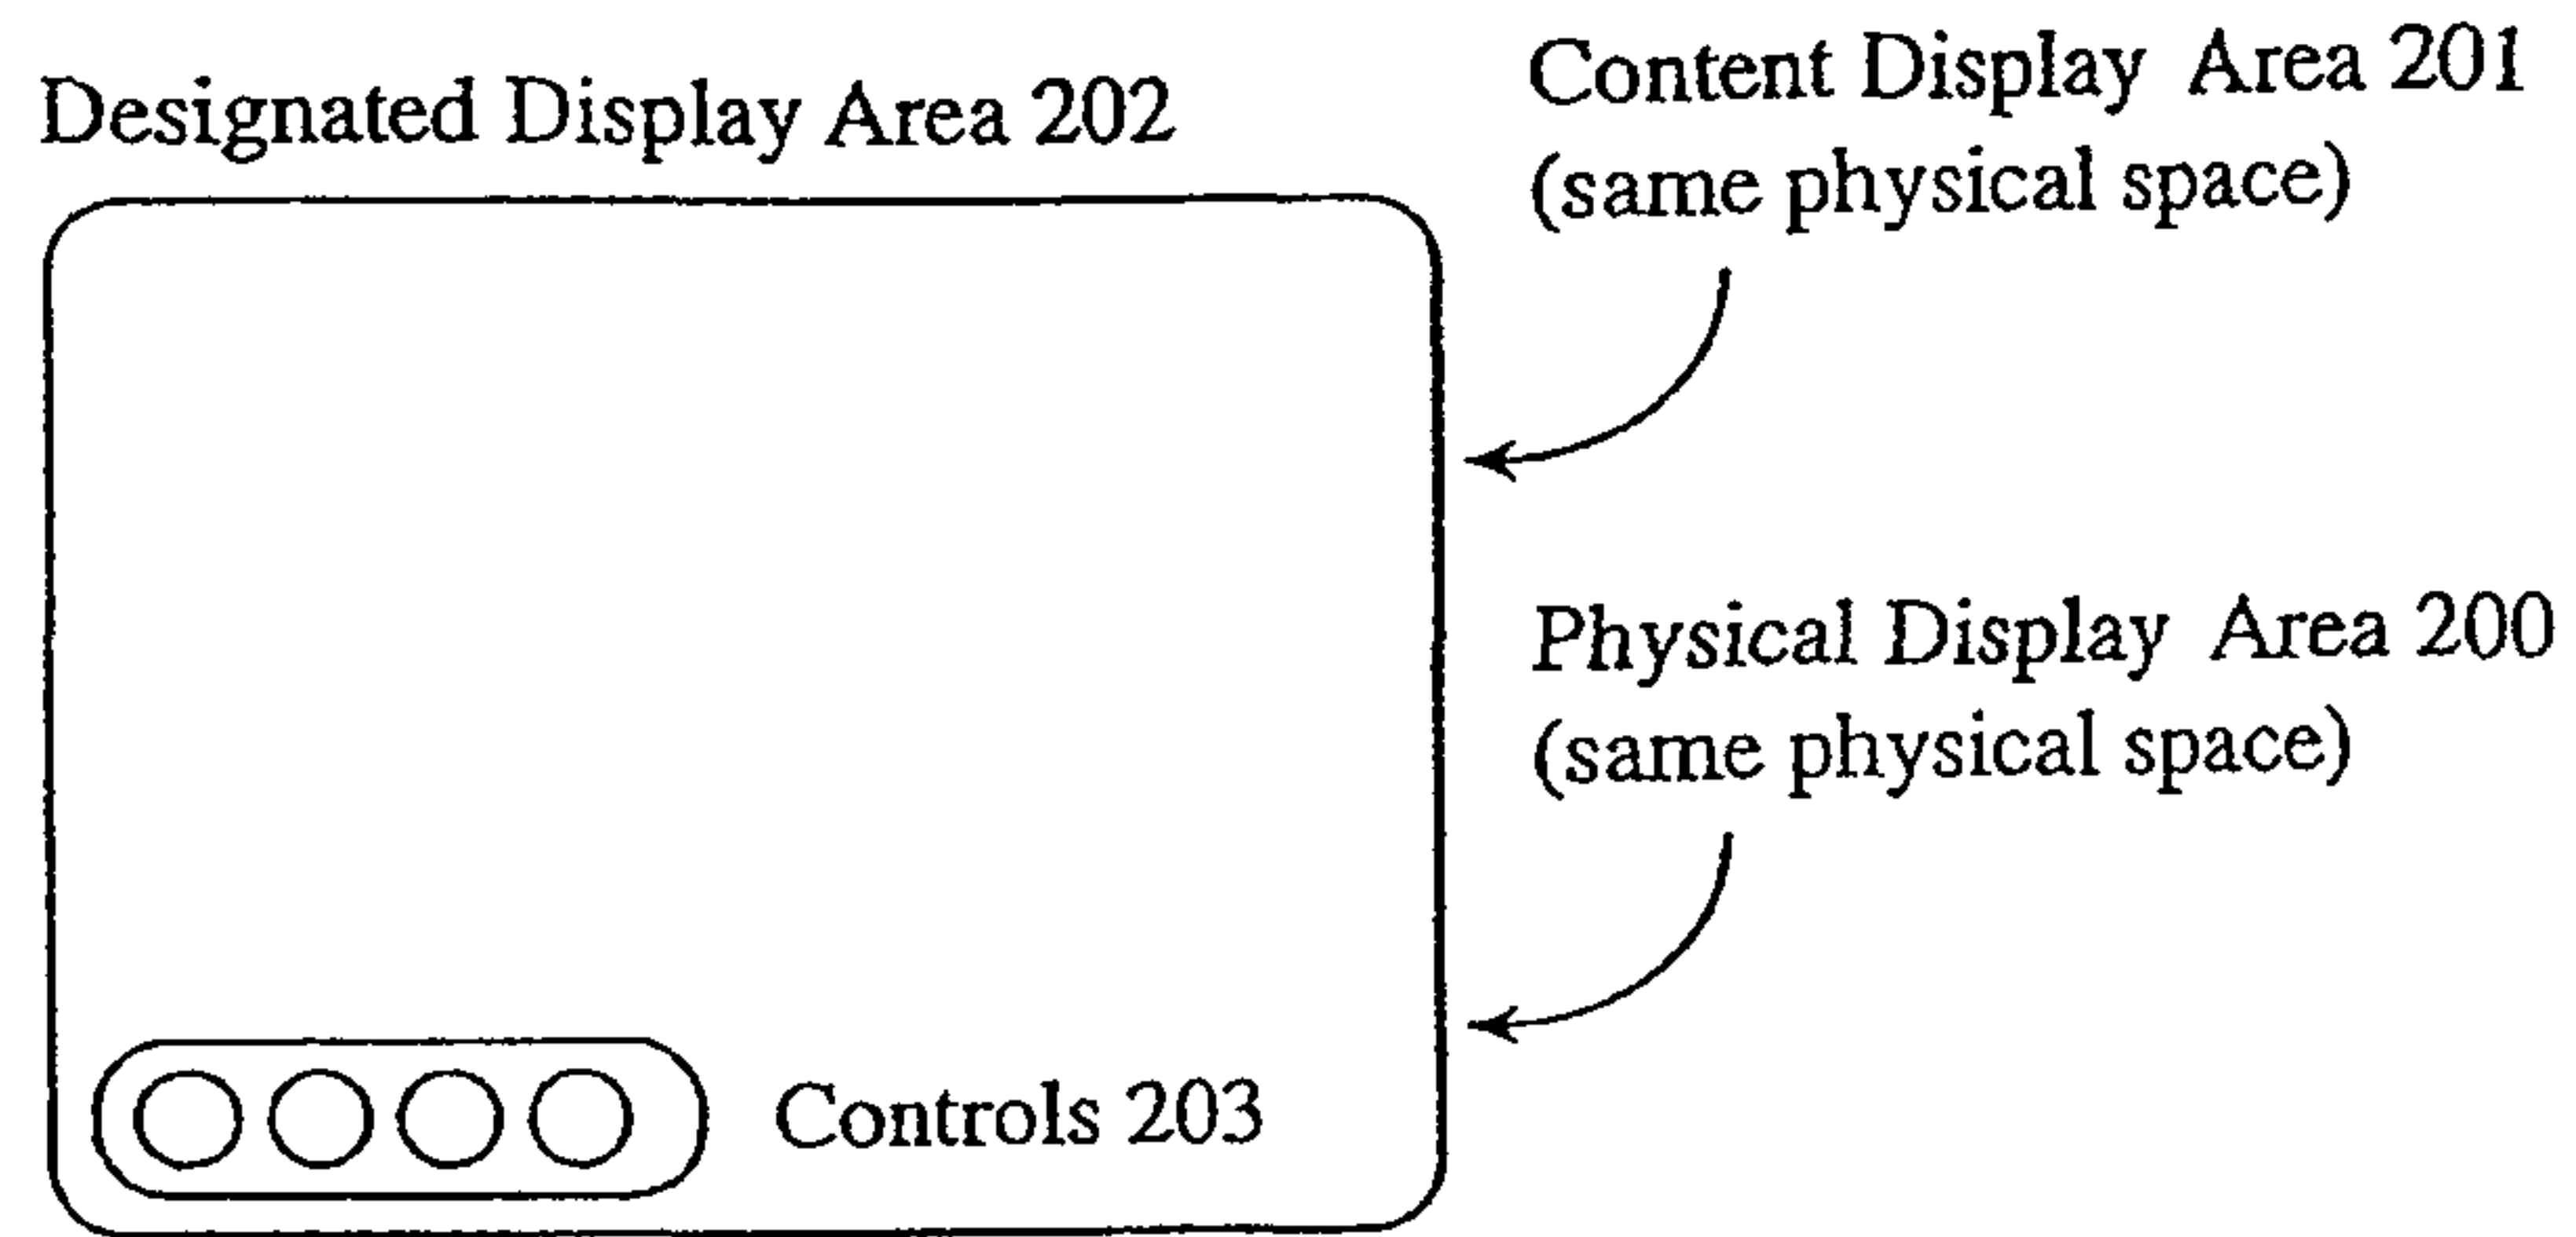 Designated Display Area 202
Content Display Area 201
(same physical space)
Physical Display Area 200
(same physical space)
Controls 203